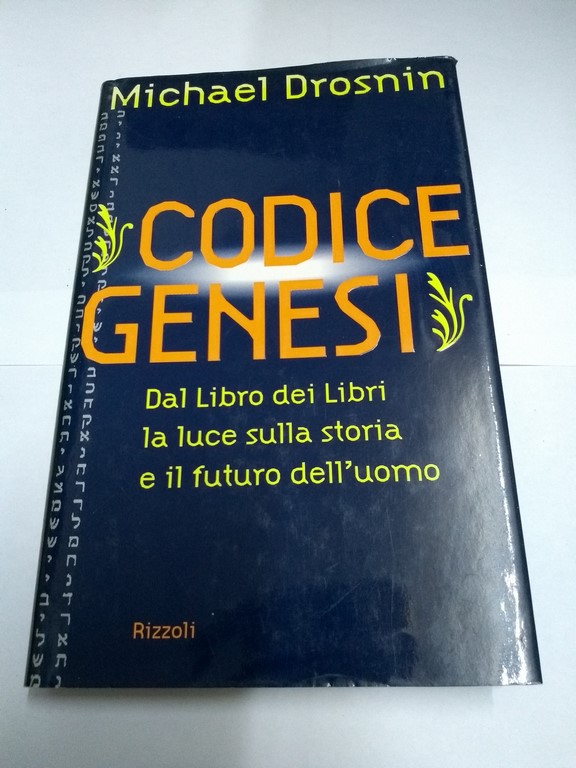 Michael Drosnin
CODICE
GENESI
Dal Libro dei Libri
la luce sulla storia
e il futuro dell'uomo
Rizzoli